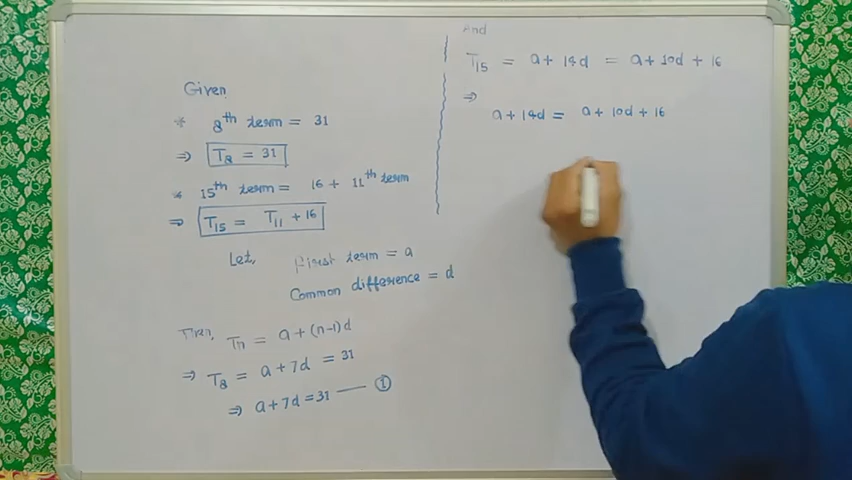 Given
* 8th term = 31
⇒ T8 = 31
* 15th term = 16 + 11th term
⇒ T15 = T11 + 16
Let, First term = a
Common difference = d
Then, Tn = a + (n-1)d
⇒ T8 = a + 7d = 31
⇒ a + 7d = 31 —— ①
And
T15 = a + 14d = a + 10d + 16
⇒
a + 14d = a + 10d + 16